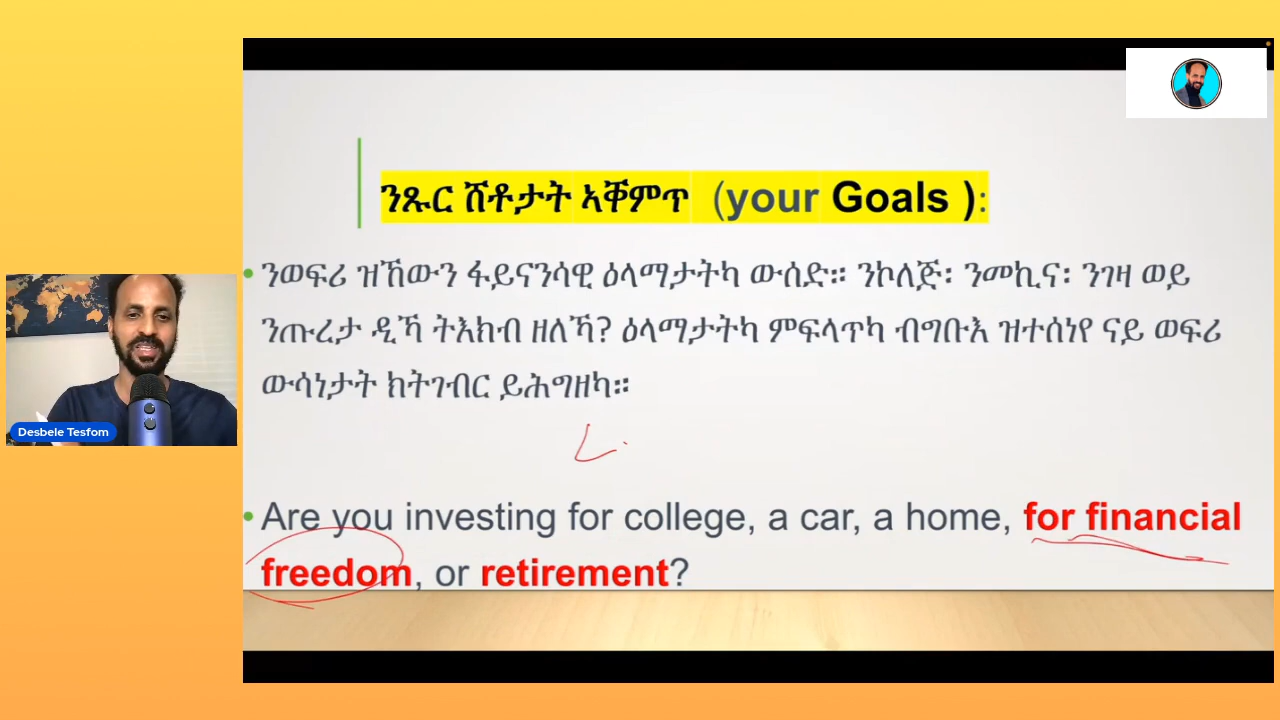 ንጹር ሽቶታት ኣቐምጥ (your Goals ):
ንወፍሪ ዝኸውን ፋይናንሳዊ ዕላማታትካ ውሰድ። ንኮለጅ፡ ንመኪና፡ ንገዛ ወይ
ንጡረታ ዲኻ ትእክብ ዘለኻ? ዕላማታትካ ምፍላጥካ ብግቡእ ዝተሰነየ ናይ ወፍሪ
ውሳነታት ክትገብር ይሕግዘካ።
Are you investing for college, a car, a home, for financial
freedom, or retirement?
Desbele Tesfom